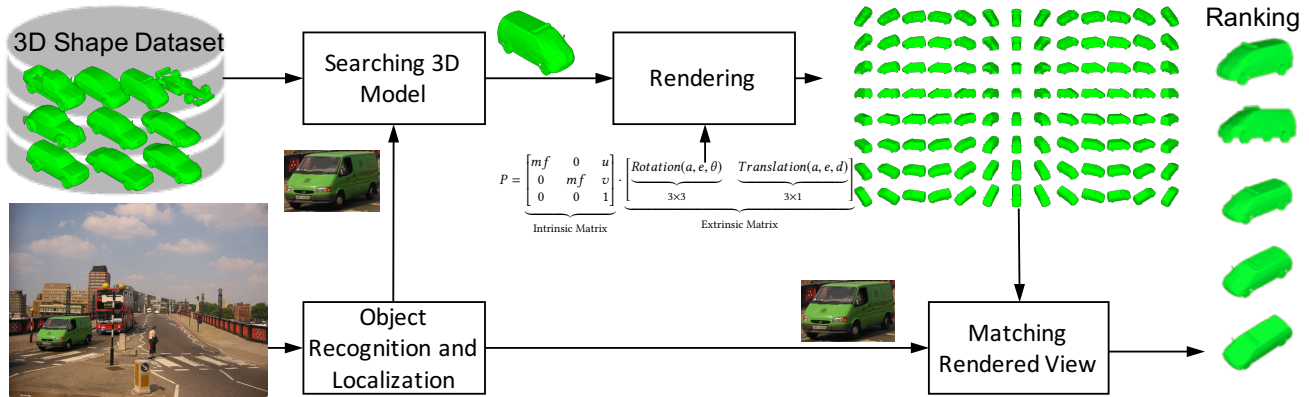 3D Shape Dataset
Searching 3D
Model
Rendering
Ranking
P = [mf 0 u
0 mf v
0 0 1] · [Rotation(a, e, θ) Translation(a, e, d)]
3×3 3×1
Intrinsic Matrix
Extrinsic Matrix
Object
Recognition and
Localization
Matching
Rendered View